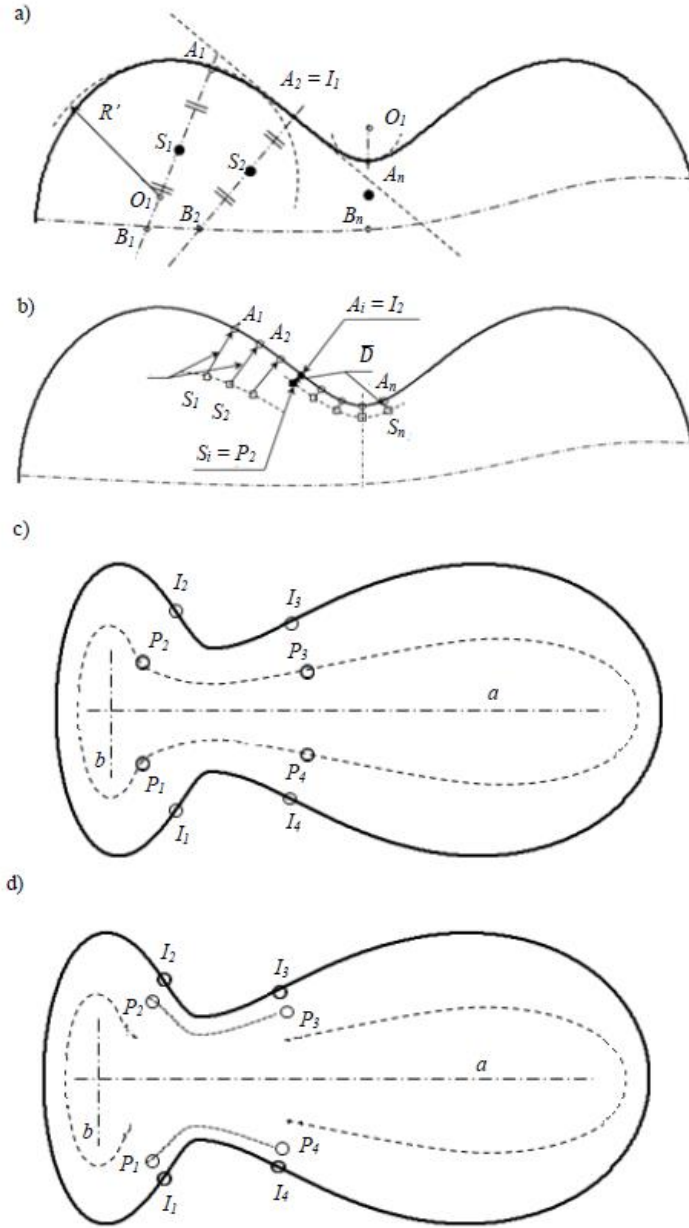 a)
A1
A2 = I1
R'
O1
S1
S2
An
O1
B1
B2
Bn
b)
Ai = I2
A1
A2
D̅
An
S1
S2
Sn
Si = P2
c)
I2
I3
P2
P3
a
b
P1
P4
I1
I4
d)
I2
I3
P2
P3
a
b
P1
P4
I1
I4